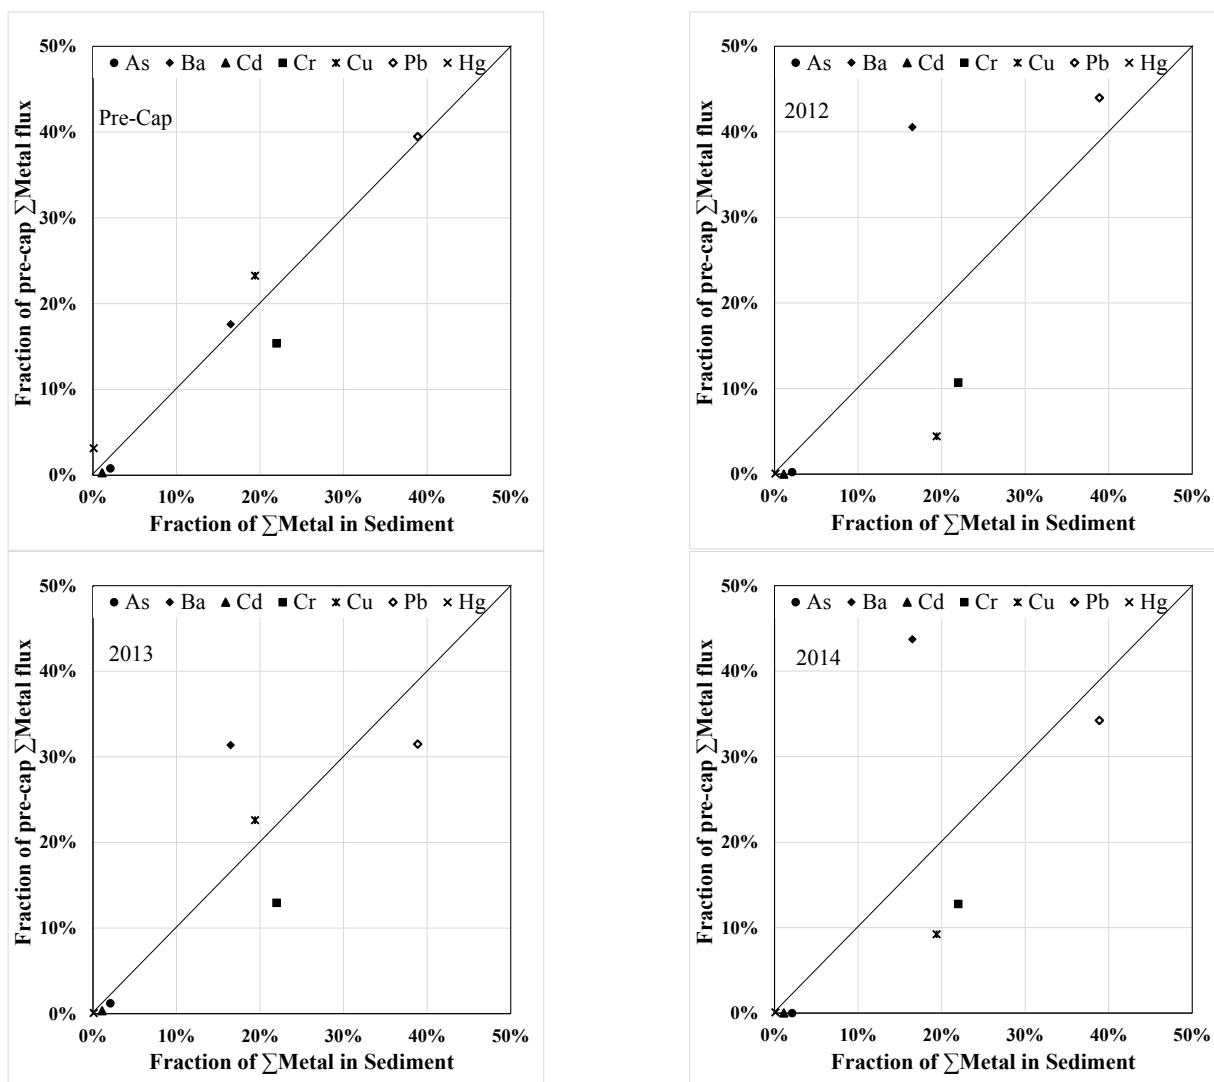 50%
● As ◆ Ba ▲ Cd ■ Cr ✱ Cu ◇ Pb × Hg
Pre-Cap
40%
30%
20%
10%
0%
0% 10% 20% 30% 40% 50%
Fraction of pre-cap ∑Metal flux
Fraction of ∑Metal in Sediment
50%
● As ◆ Ba ▲ Cd ■ Cr ✱ Cu ◇ Pb × Hg
2012
40%
30%
20%
10%
0%
0% 10% 20% 30% 40% 50%
Fraction of pre-cap ∑Metal flux
Fraction of ∑Metal in Sediment
50%
● As ◆ Ba ▲ Cd ■ Cr ✱ Cu ◇ Pb × Hg
2013
40%
30%
20%
10%
0%
0% 10% 20% 30% 40% 50%
Fraction of pre-cap ∑Metal flux
Fraction of ∑Metal in Sediment
50%
● As ◆ Ba ▲ Cd ■ Cr ✱ Cu ◇ Pb × Hg
2014
40%
30%
20%
10%
0%
0% 10% 20% 30% 40% 50%
Fraction of pre-cap ∑Metal flux
Fraction of ∑Metal in Sediment